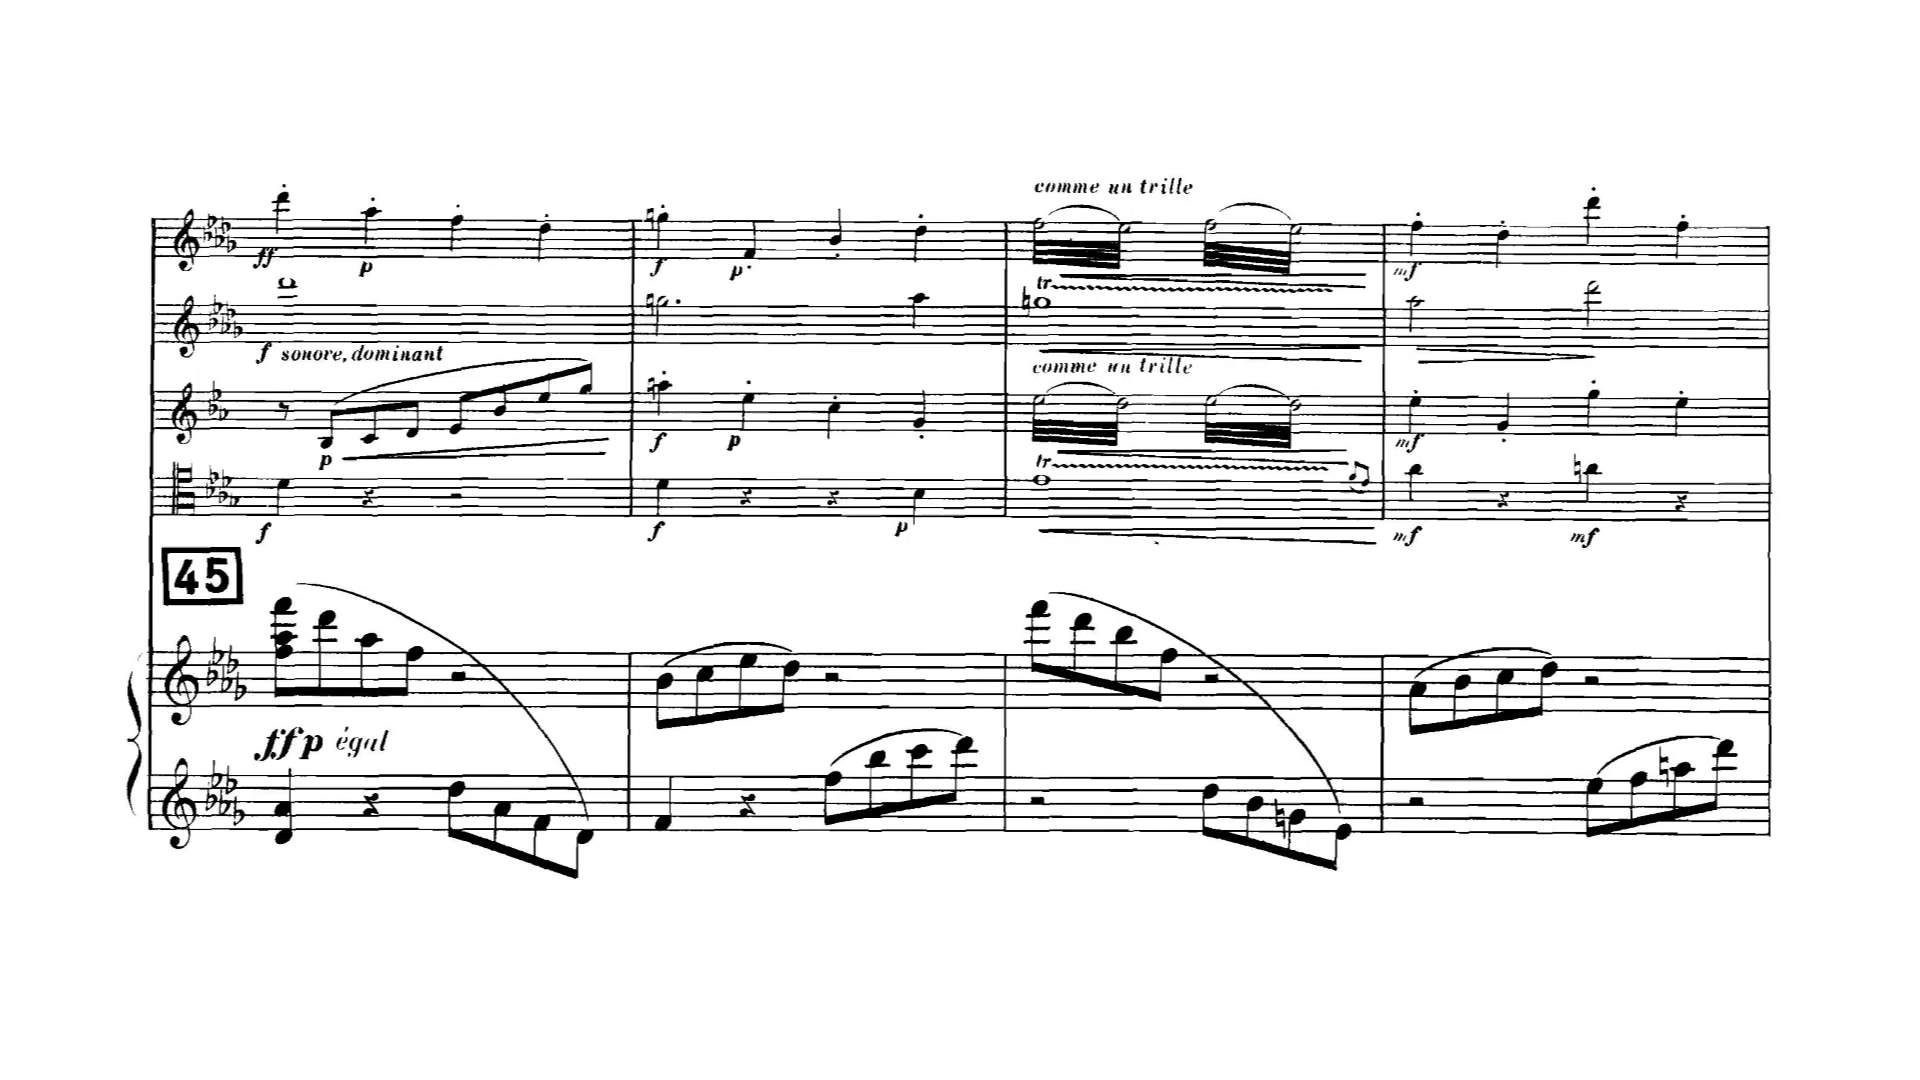 comme un trille
ff p f p. mf
tr
f sonore, dominant
comme un trille
p f p mf
tr
f f p mf mf
45
ffp égal